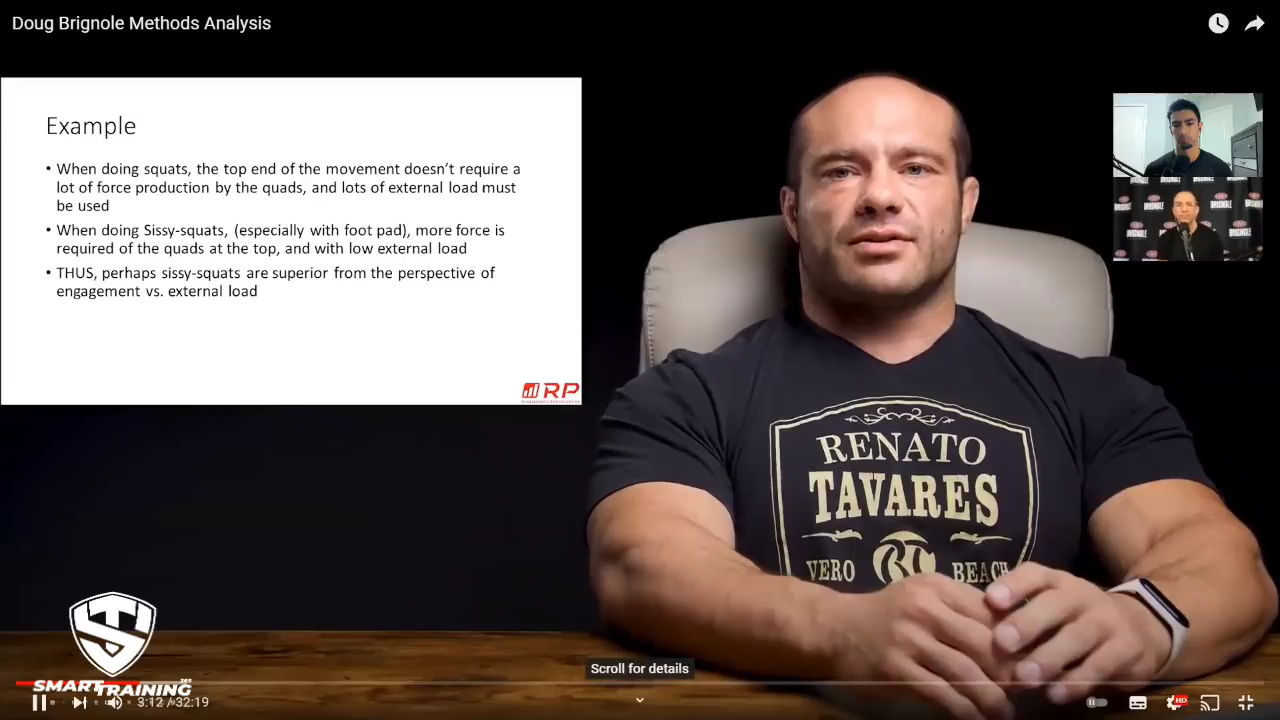 Doug Brignole Methods Analysis
Example
• When doing squats, the top end of the movement doesn't require a
lot of force production by the quads, and lots of external load must
be used
• When doing Sissy-squats, (especially with foot pad), more force is
required of the quads at the top, and with low external load
• THUS, perhaps sissy-squats are superior from the perspective of
engagement vs. external load
RP
BRIGNOLE
RENATO
TAVARES
VERO
BEACH
Scroll for details
SMART TRAINING
365
3:12 / 32:19
HD